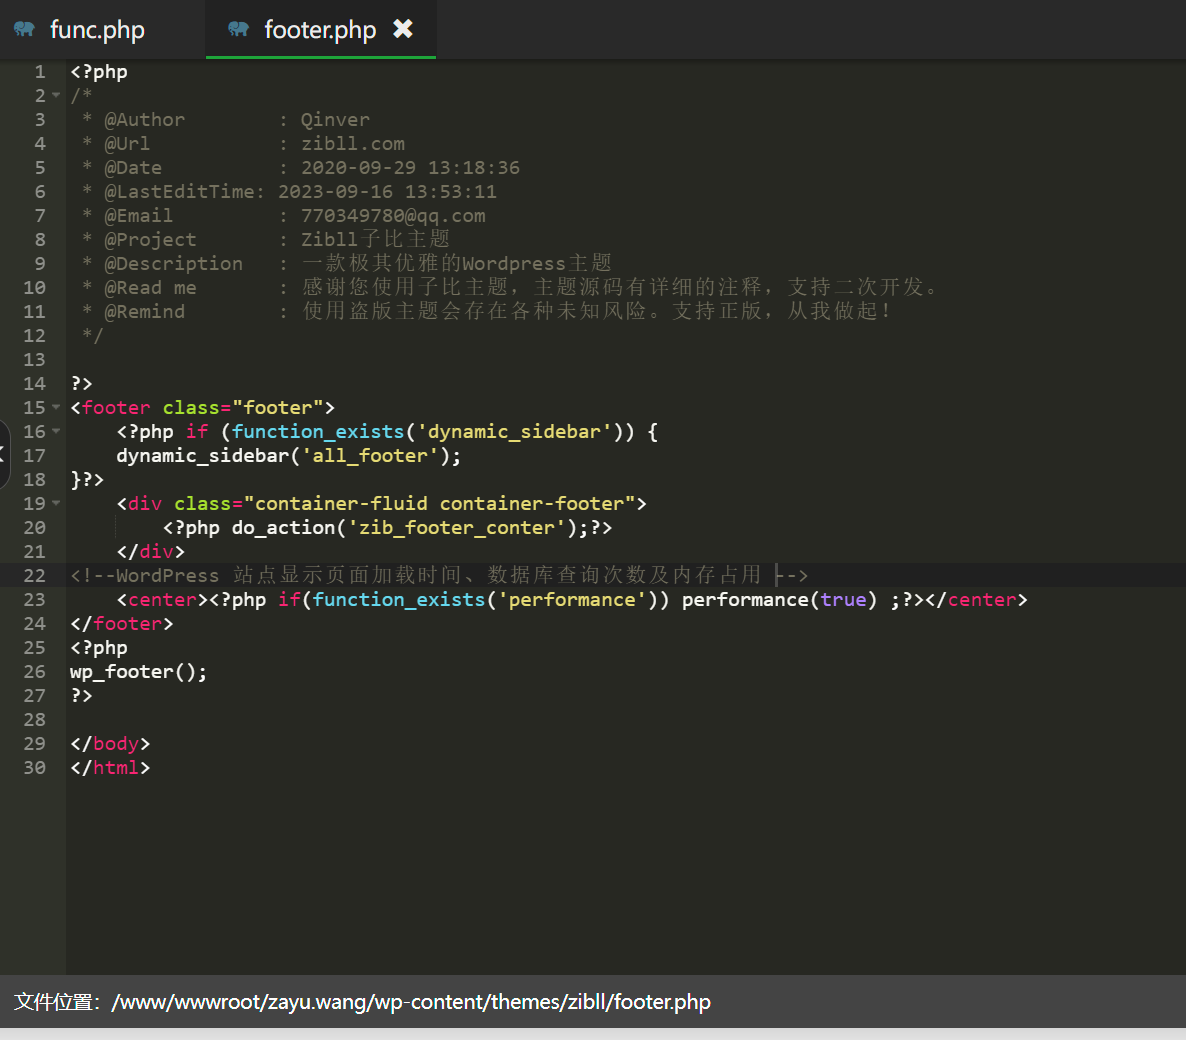 func.php
footer.php
1 <?php
2 /*
3  * @Author        : Qinver
4  * @Url           : zibll.com
5  * @Date          : 2020-09-29 13:18:36
6  * @LastEditTime: 2023-09-16 13:53:11
7  * @Email         : 770349780@qq.com
8  * @Project       : Zibll子比主题
9  * @Description   : 一款极其优雅的Wordpress主题
10  * @Read me       : 感谢您使用子比主题，主题源码有详细的注释，支持二次开发。
11  * @Remind        : 使用盗版主题会存在各种未知风险。支持正版，从我做起！
12  */
13
14 ?>
15 <footer class="footer">
16     <?php if (function_exists('dynamic_sidebar')) {
17     dynamic_sidebar('all_footer');
18 }?>
19     <div class="container-fluid container-footer">
20         <?php do_action('zib_footer_conter');?>
21     </div>
22 <!--WordPress 站点显示页面加载时间、数据库查询次数及内存占用 -->
23     <center><?php if(function_exists('performance')) performance(true) ;?></center>
24 </footer>
25 <?php
26 wp_footer();
27 ?>
28
29 </body>
30 </html>
文件位置：/www/wwwroot/zayu.wang/wp-content/themes/zibll/footer.php